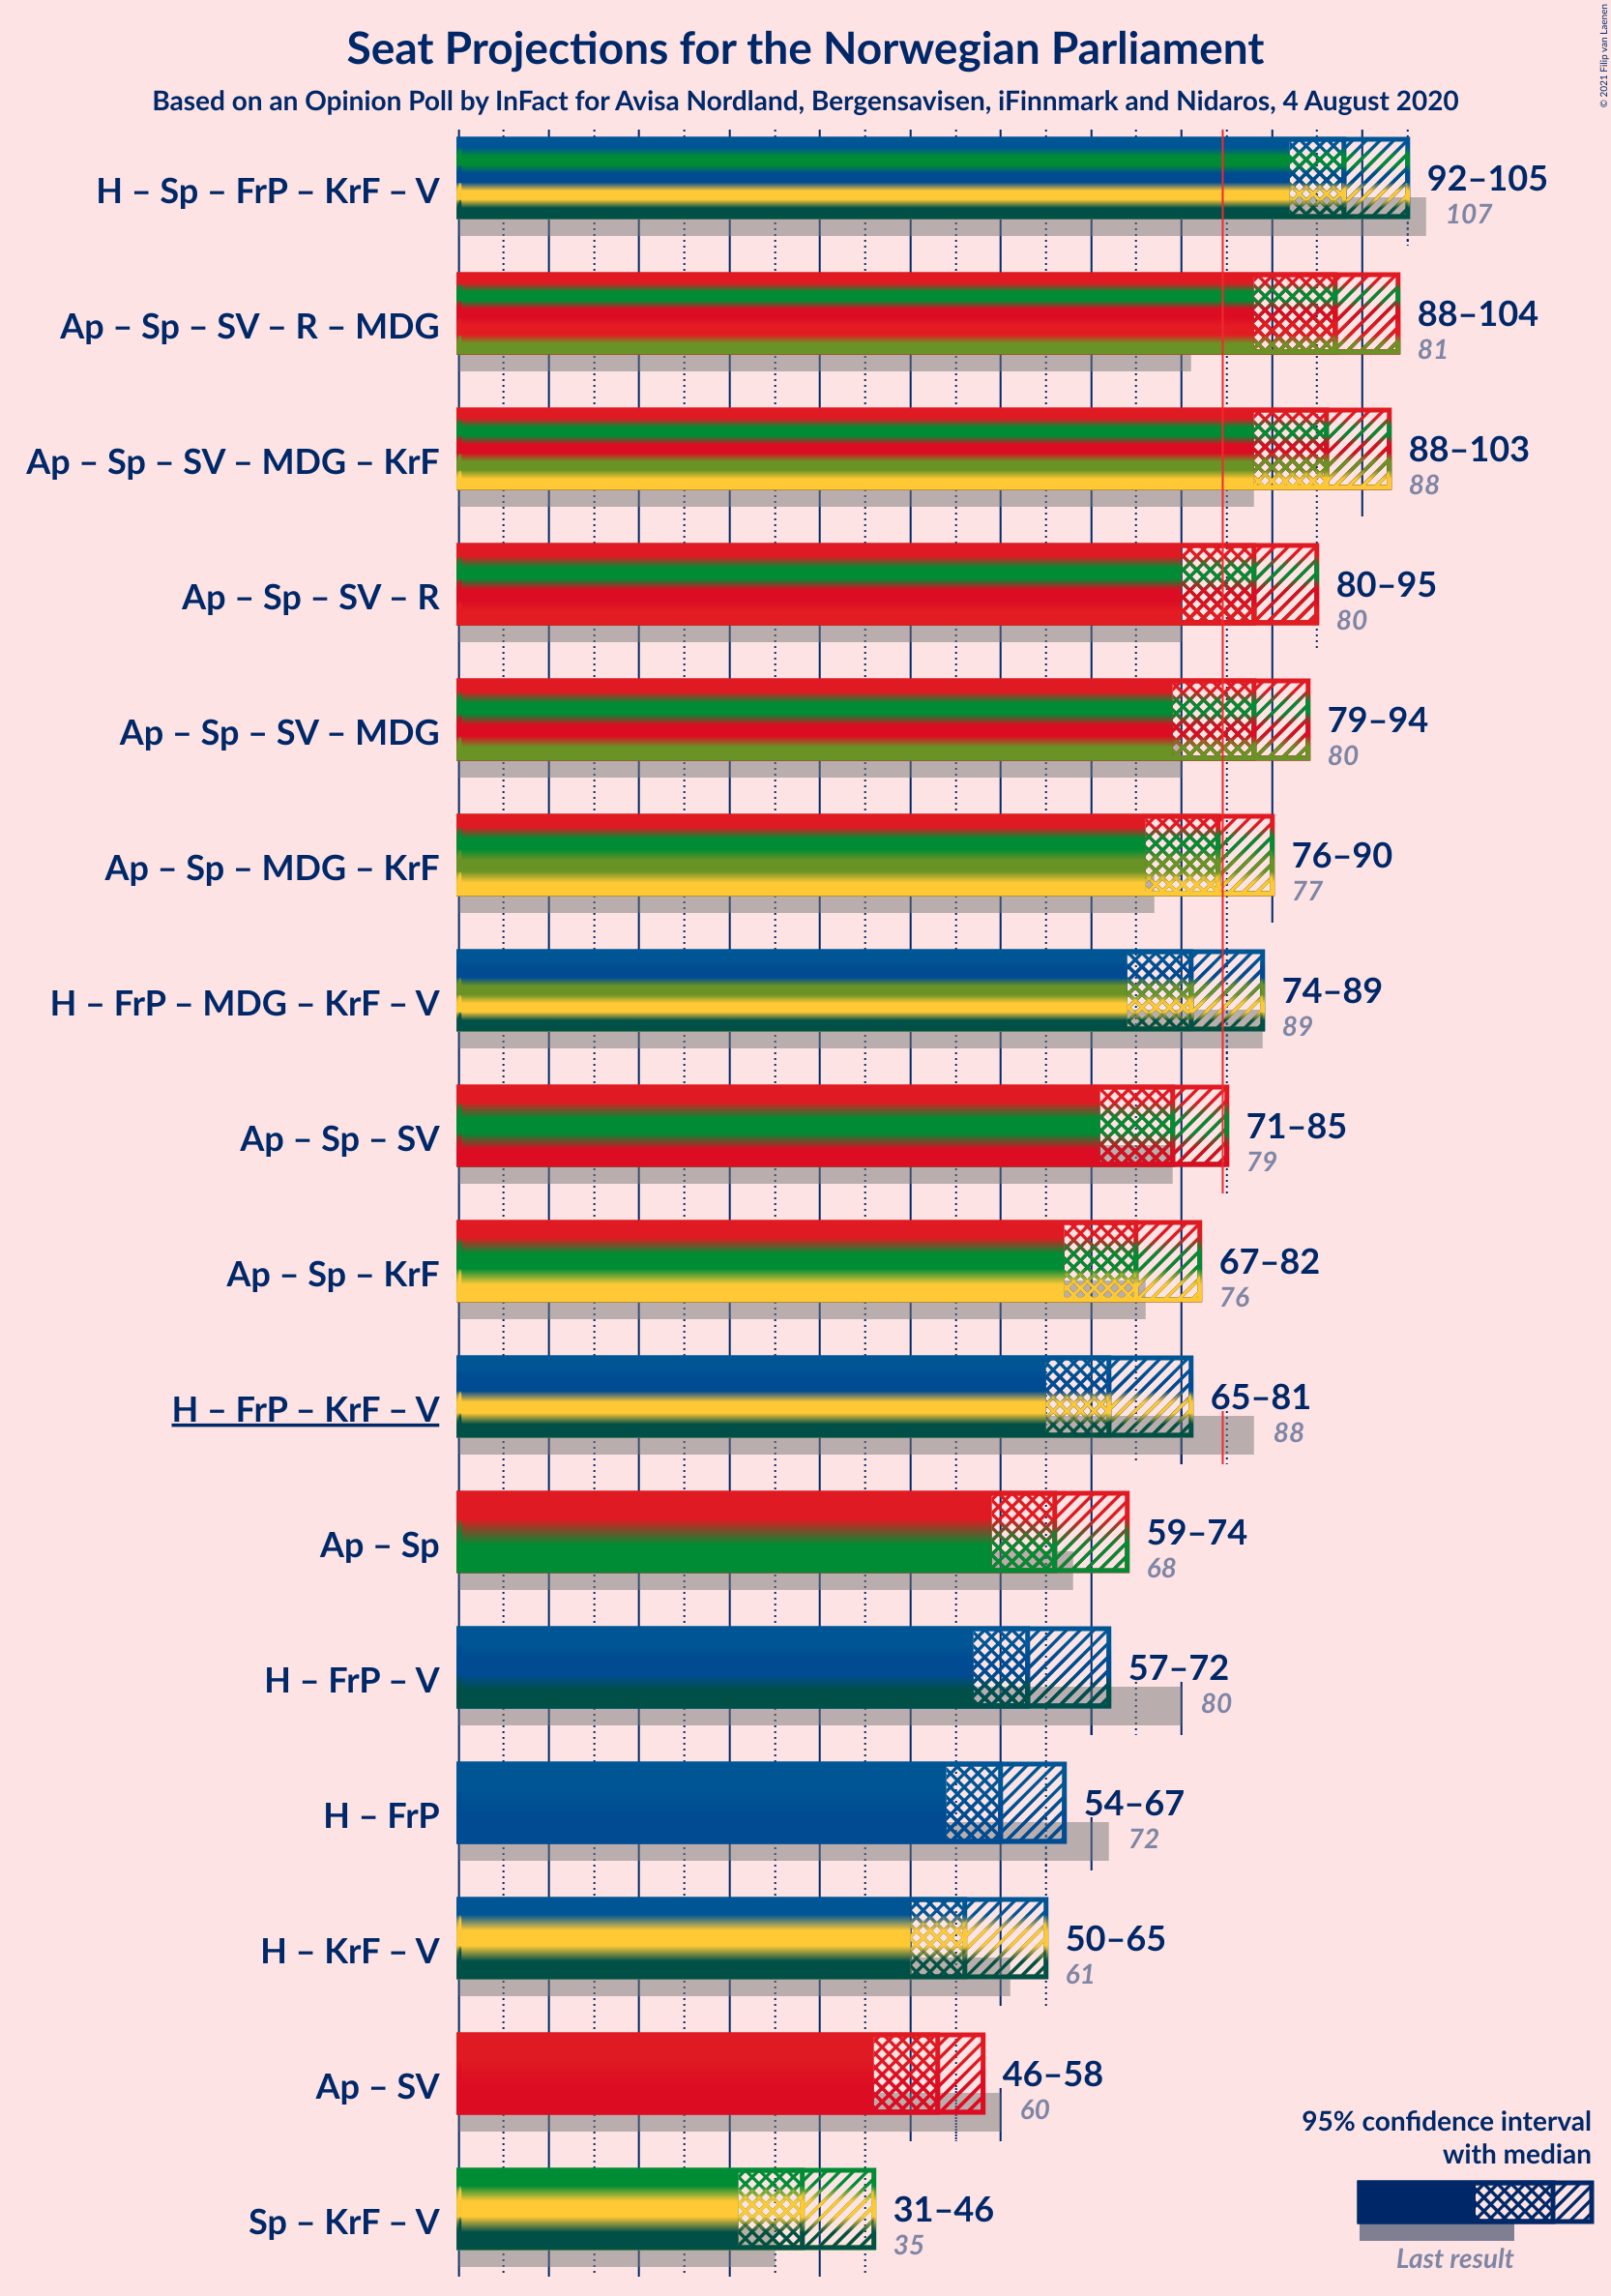 Seat Projections for the Norwegian Parliament
Based on an Opinion Poll by InFact for Avisa Nordland, Bergensavisen, iFinnmark and Nidaros, 4 August 2020
© 2021 Filip van Laenen
H – Sp – FrP – KrF – V
92–105
107
Ap – Sp – SV – R – MDG
88–104
81
Ap – Sp – SV – MDG – KrF
88–103
88
Ap – Sp – SV – R
80–95
80
Ap – Sp – SV – MDG
79–94
80
Ap – Sp – MDG – KrF
76–90
77
H – FrP – MDG – KrF – V
74–89
89
Ap – Sp – SV
71–85
79
Ap – Sp – KrF
67–82
76
H – FrP – KrF – V
65–81
88
Ap – Sp
59–74
68
H – FrP – V
57–72
80
H – FrP
54–67
72
H – KrF – V
50–65
61
Ap – SV
46–58
60
Sp – KrF – V
31–46
35
95% confidence interval
with median
Last result